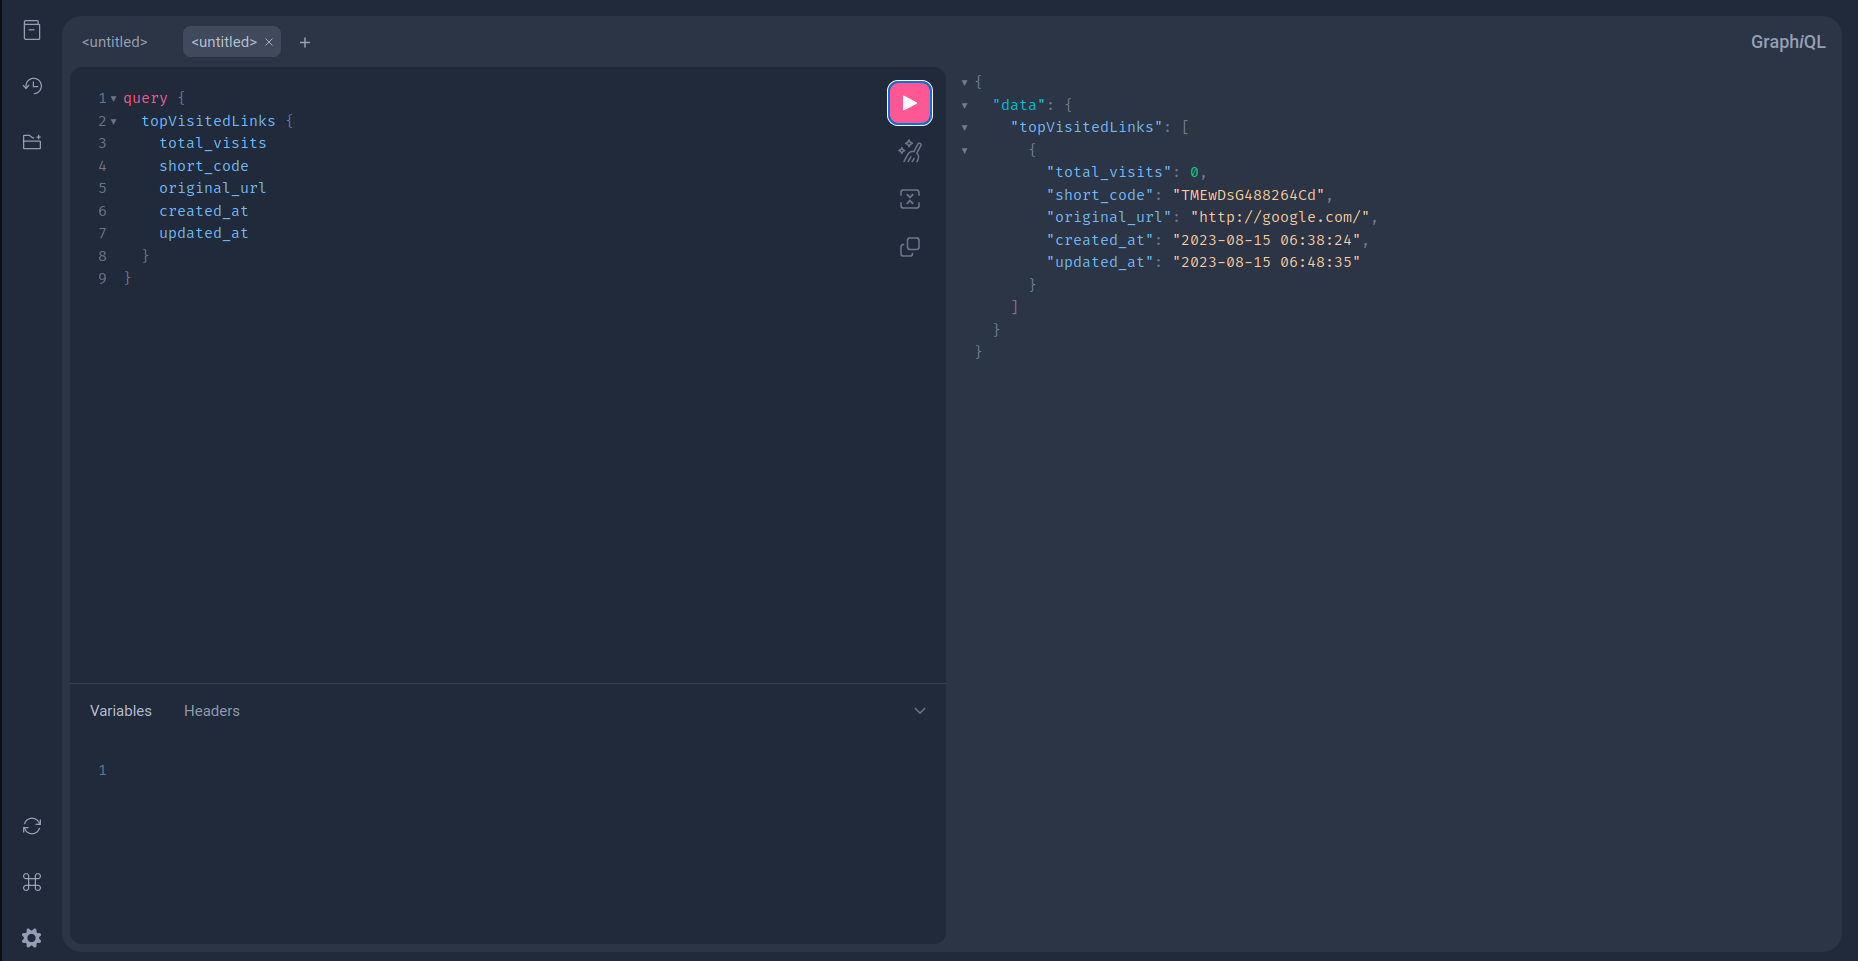 <untitled>
<untitled>
GraphiQL
1 query {
2 topVisitedLinks {
3 total_visits
4 short_code
5 original_url
6 created_at
7 updated_at
8 }
9 }
{
"data": {
"topVisitedLinks": [
{
"total_visits": 0,
"short_code": "TMEwDsG488264Cd",
"original_url": "http://google.com/",
"created_at": "2023-08-15 06:38:24",
"updated_at": "2023-08-15 06:48:35"
}
]
}
}
Variables Headers
1